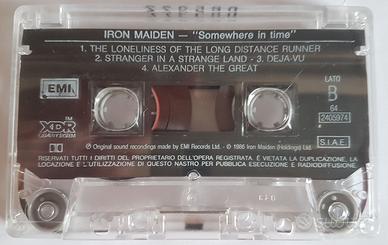 IRON MAIDEN — "Somewhere in time"
1. THE LONELINESS OF THE LONG DISTANCE RUNNER
2. STRANGER IN A STRANGE LAND - 3. DEJA-VU
4. ALEXANDER THE GREAT
EMI
LATO
B
64
2405974
XDR
TM
S.I.A.E.
℗ Original sound recordings made by EMI Records Ltd. - © 1986 Iron Maiden (Holdings) Ltd.
RISERVATI TUTTI I DIRITTI DEL PROPRIETARIO DELL'OPERA REGISTRATA. È VIETATA LA DUPLICAZIONE, LA
LOCAZIONE E L'UTILIZZAZIONE DI QUESTO NASTRO PER PUBBLICA ESECUZIONE E RADIODIFFUSIONE